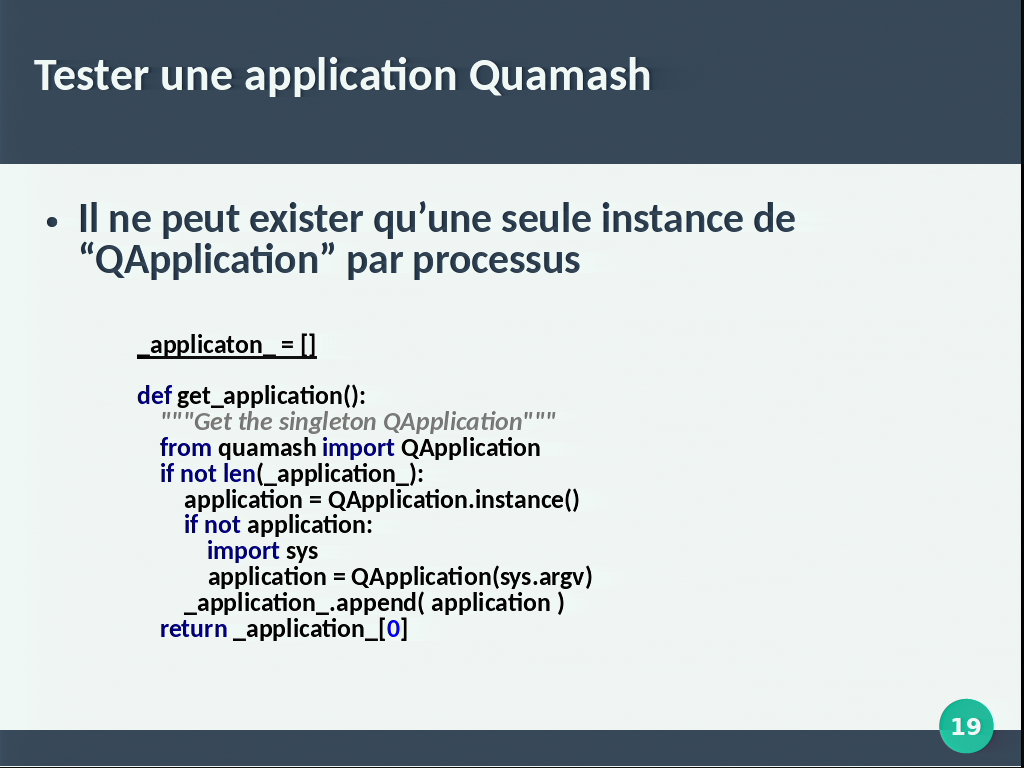 Tester une application Quamash
• Il ne peut exister qu’une seule instance de
“QApplication” par processus
_applicaton_ = []
def get_application():
    """Get the singleton QApplication"""
    from quamash import QApplication
    if not len(_application_):
        application = QApplication.instance()
        if not application:
            import sys
            application = QApplication(sys.argv)
        _application_.append( application )
    return _application_[0]
19